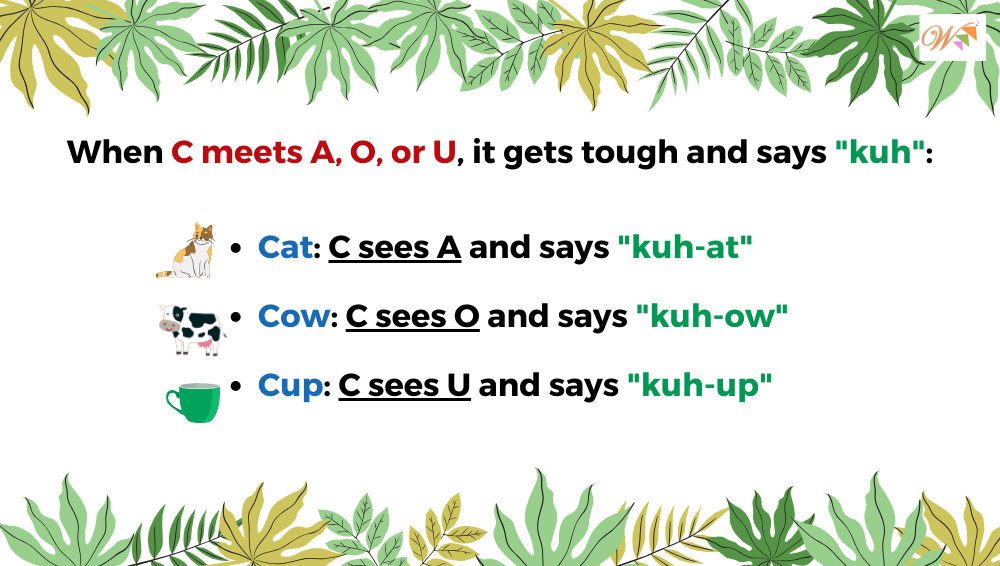 When C meets A, O, or U, it gets tough and says "kuh":
• Cat: C sees A and says "kuh-at"
• Cow: C sees O and says "kuh-ow"
• Cup: C sees U and says "kuh-up"
W